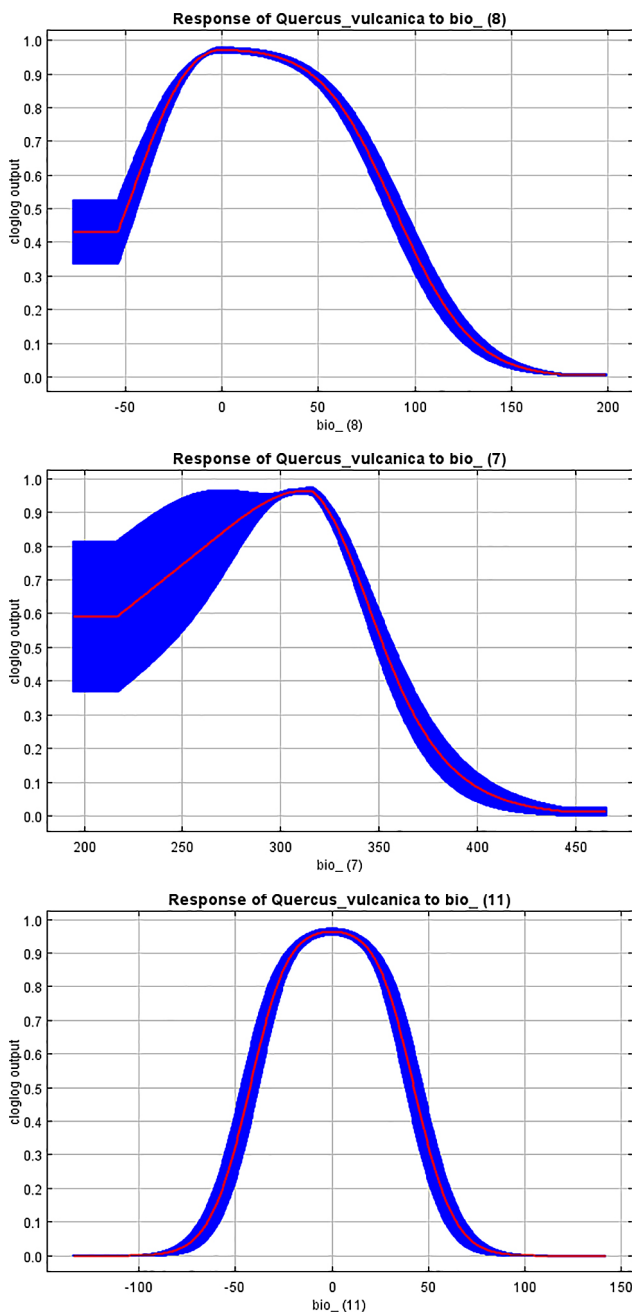 Response of Quercus_vulcanica to bio_ (8)
1.0
0.9
0.8
0.7
0.6
0.5
0.4
0.3
0.2
0.1
0.0
cloglog output
-50 0 50 100 150 200
bio_ (8)
Response of Quercus_vulcanica to bio_ (7)
1.0
0.9
0.8
0.7
0.6
0.5
0.4
0.3
0.2
0.1
0.0
cloglog output
200 250 300 350 400 450
bio_ (7)
Response of Quercus_vulcanica to bio_ (11)
1.0
0.9
0.8
0.7
0.6
0.5
0.4
0.3
0.2
0.1
0.0
cloglog output
-100 -50 0 50 100 150
bio_ (11)